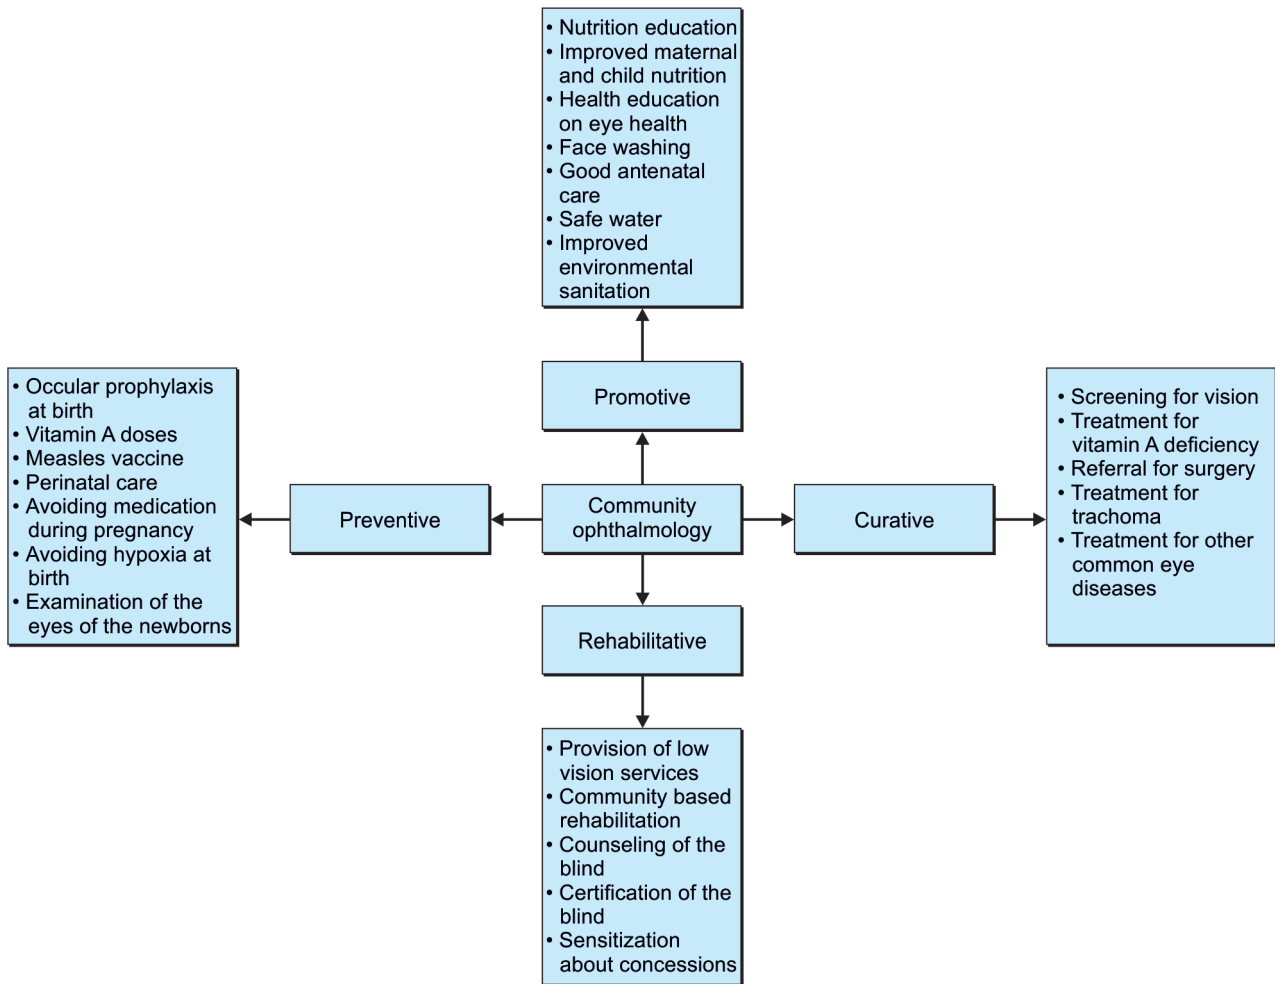 • Nutrition education
• Improved maternal
and child nutrition
• Health education
on eye health
• Face washing
• Good antenatal
care
• Safe water
• Improved
environmental
sanitation
Promotive
• Occular prophylaxis
at birth
• Vitamin A doses
• Measles vaccine
• Perinatal care
• Avoiding medication
during pregnancy
• Avoiding hypoxia at
birth
• Examination of the
eyes of the newborns
Preventive
Community
ophthalmology
Curative
• Screening for vision
• Treatment for
vitamin A deficiency
• Referral for surgery
• Treatment for
trachoma
• Treatment for other
common eye
diseases
Rehabilitative
• Provision of low
vision services
• Community based
rehabilitation
• Counseling of the
blind
• Certification of the
blind
• Sensitization
about concessions